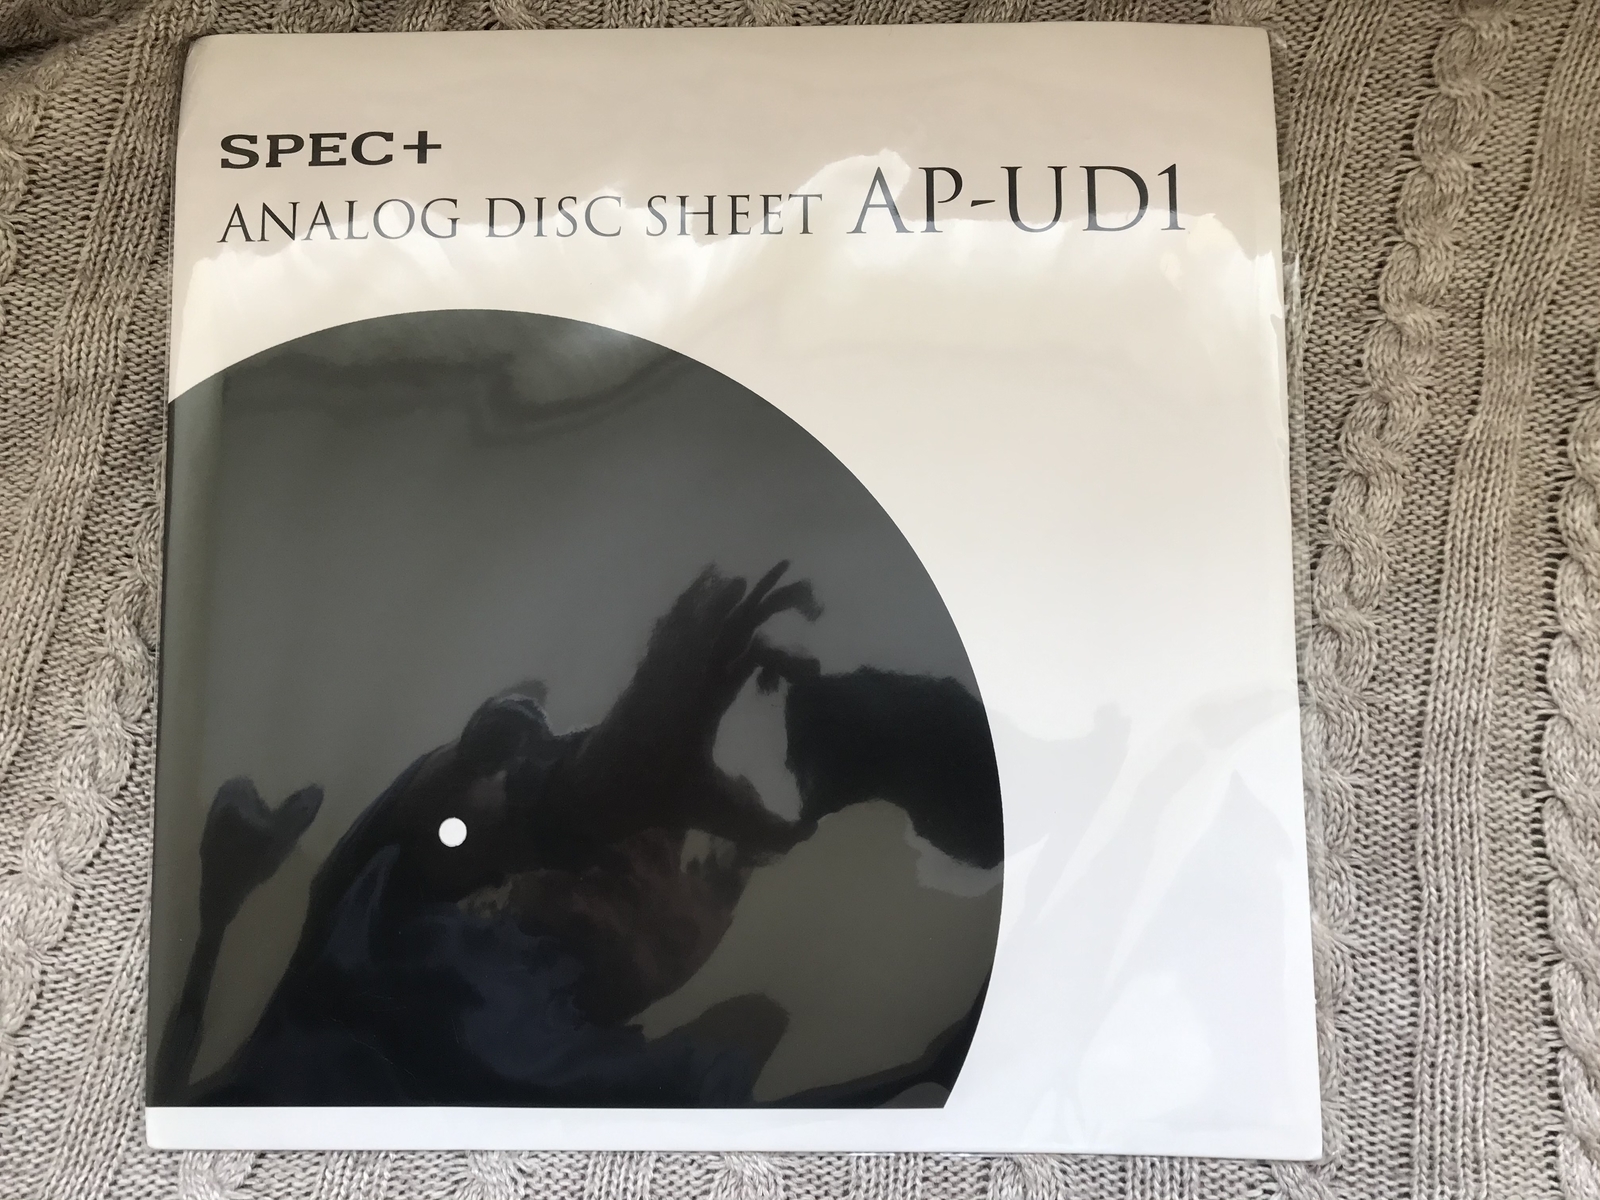 SPEC+
ANALOG DISC SHEET AP-UD1